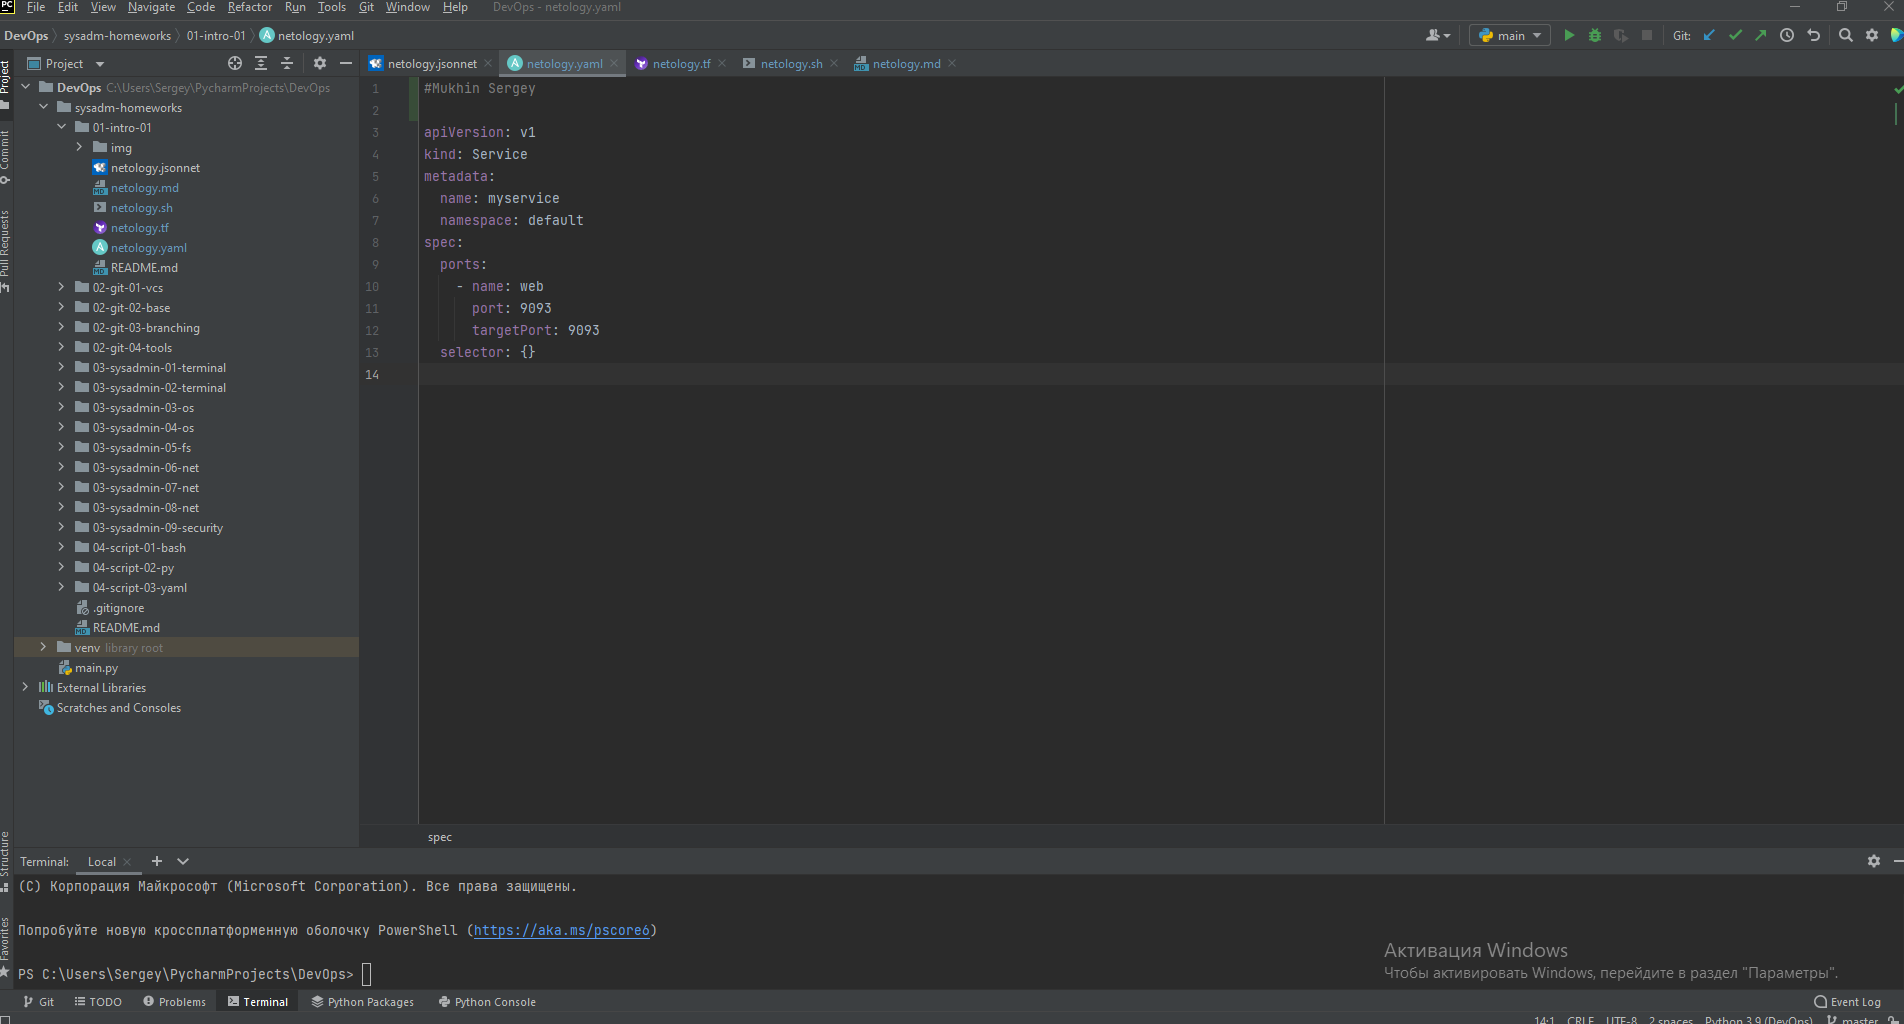 PC File Edit View Navigate Code Refactor Run Tools Git Window Help DevOps - netology.yaml
DevOps sysadm-homeworks 01-intro-01 netology.yaml
main Git:
Project
netology.jsonnet netology.yaml netology.tf netology.sh netology.md
Project
Commit
Pull Requests
Structure
Favorites
DevOps C:\Users\Sergey\PycharmProjects\DevOps
sysadm-homeworks
01-intro-01
img
netology.jsonnet
netology.md
netology.sh
netology.tf
netology.yaml
README.md
02-git-01-vcs
02-git-02-base
02-git-03-branching
02-git-04-tools
03-sysadmin-01-terminal
03-sysadmin-02-terminal
03-sysadmin-03-os
03-sysadmin-04-os
03-sysadmin-05-fs
03-sysadmin-06-net
03-sysadmin-07-net
03-sysadmin-08-net
03-sysadmin-09-security
04-script-01-bash
04-script-02-py
04-script-03-yaml
.gitignore
README.md
venv library root
main.py
External Libraries
Scratches and Consoles
1 #Mukhin Sergey
2
3 apiVersion: v1
4 kind: Service
5 metadata:
6 name: myservice
7 namespace: default
8 spec:
9 ports:
10 - name: web
11 port: 9093
12 targetPort: 9093
13 selector: {}
14
spec
Terminal: Local
(C) Корпорация Майкрософт (Microsoft Corporation). Все права защищены.
Попробуйте новую кроссплатформенную оболочку PowerShell (https://aka.ms/pscore6)
PS C:\Users\Sergey\PycharmProjects\DevOps>
Активация Windows
Чтобы активировать Windows, перейдите в раздел "Параметры".
Git TODO Problems Terminal Python Packages Python Console Event Log
14:1 CRLF UTF-8 2 spaces Python 3.9 (DevOps) master